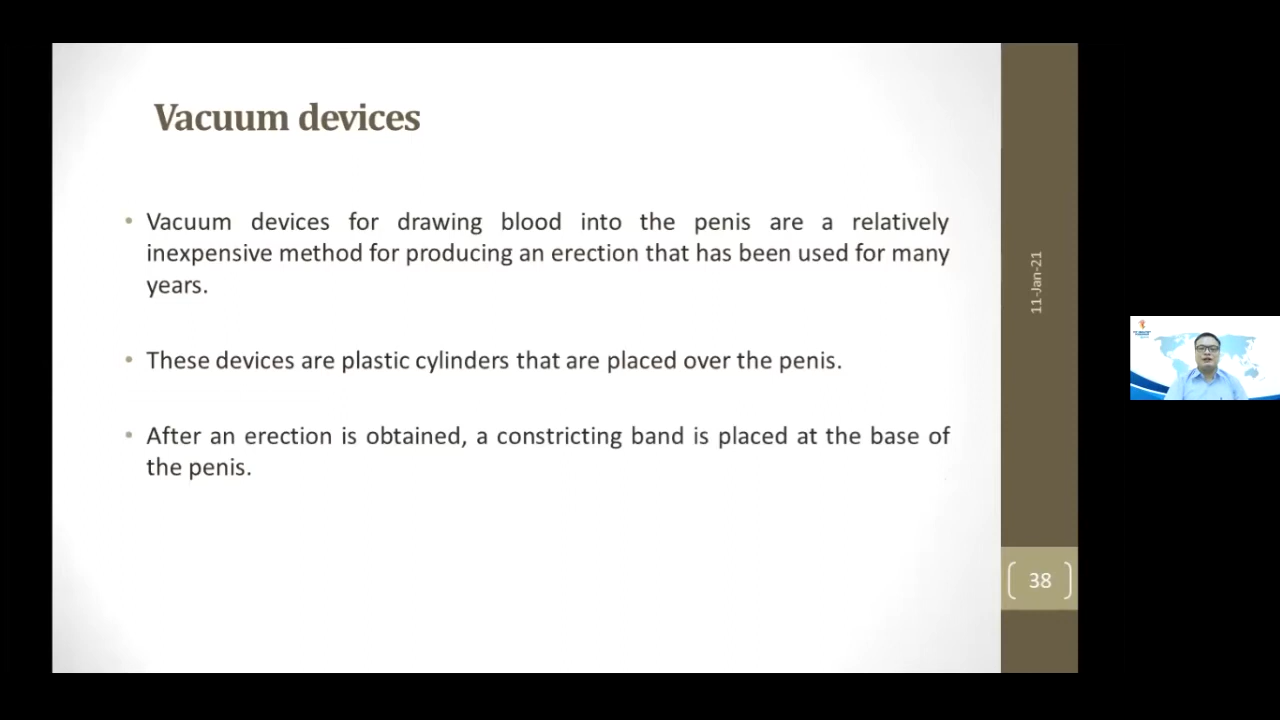 Vacuum devices
• Vacuum devices for drawing blood into the penis are a relatively
inexpensive method for producing an erection that has been used for many
years.
• These devices are plastic cylinders that are placed over the penis.
• After an erection is obtained, a constricting band is placed at the base of
the penis.
11-Jan-21
38